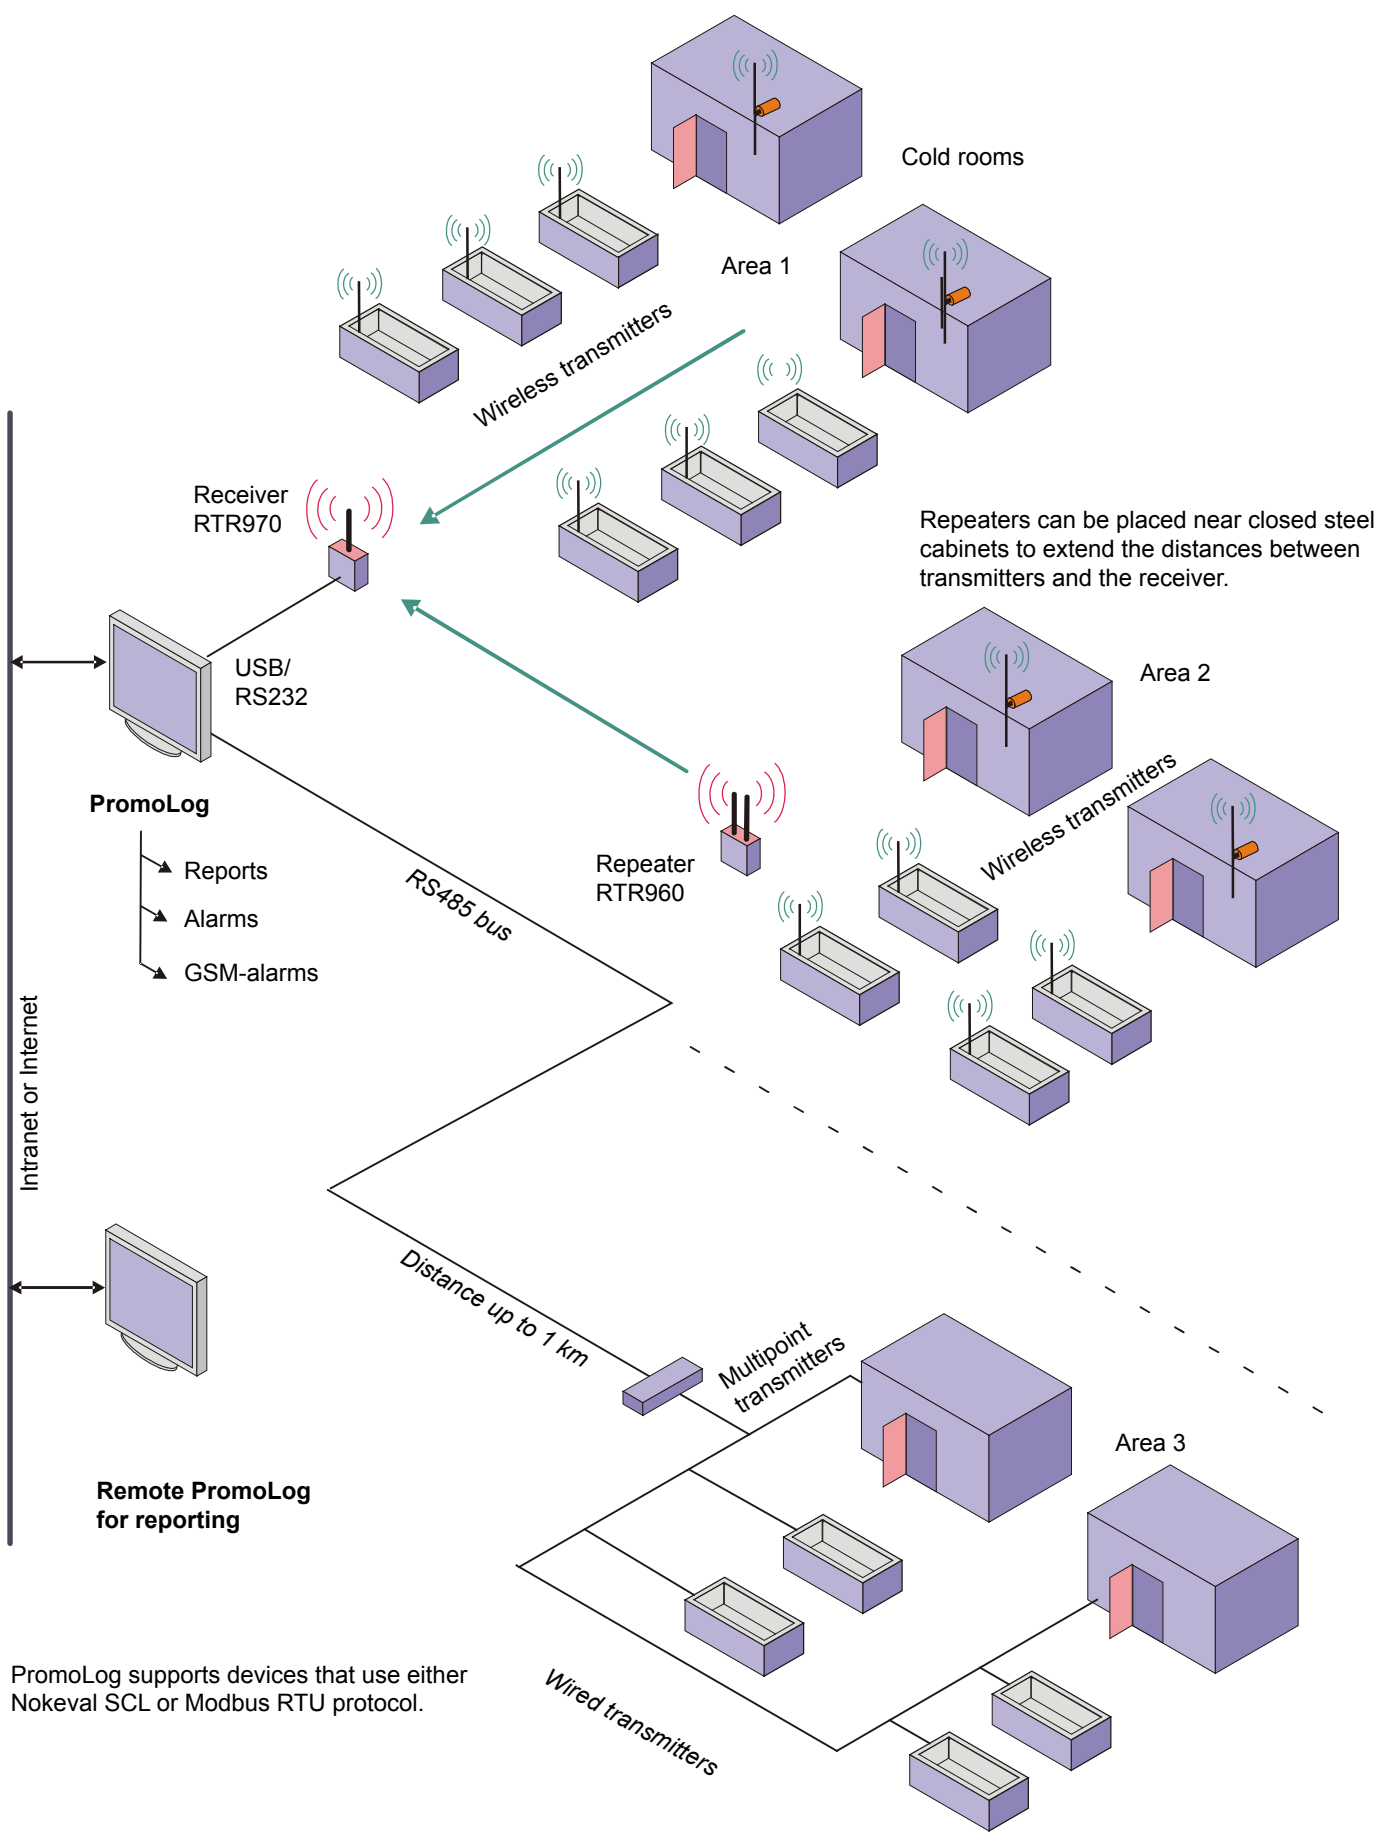 Cold rooms
Area 1
Wireless transmitters
Receiver
RTR970
Repeaters can be placed near closed steel
cabinets to extend the distances between
transmitters and the receiver.
USB/
RS232
Area 2
Wireless transmitters
PromoLog
Reports
Alarms
GSM-alarms
Repeater
RTR960
RS485 bus
Intranet or Internet
Distance up to 1 km
Multipoint
transmitters
Area 3
Remote PromoLog
for reporting
Wired transmitters
PromoLog supports devices that use either
Nokeval SCL or Modbus RTU protocol.